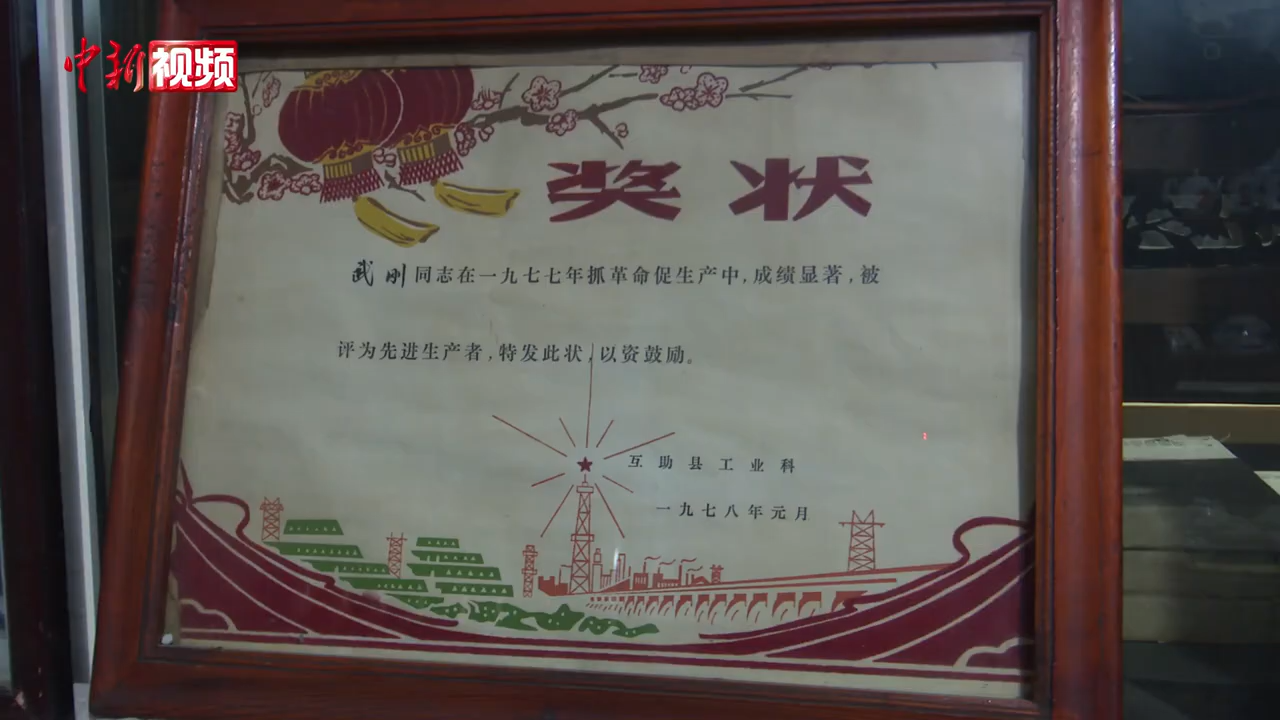 中新视频
奖状
武刚同志在一九七七年抓革命促生产中,成绩显著,被
评为先进生产者,特发此状,以资鼓励。
互助县工业科
一九七八年元月